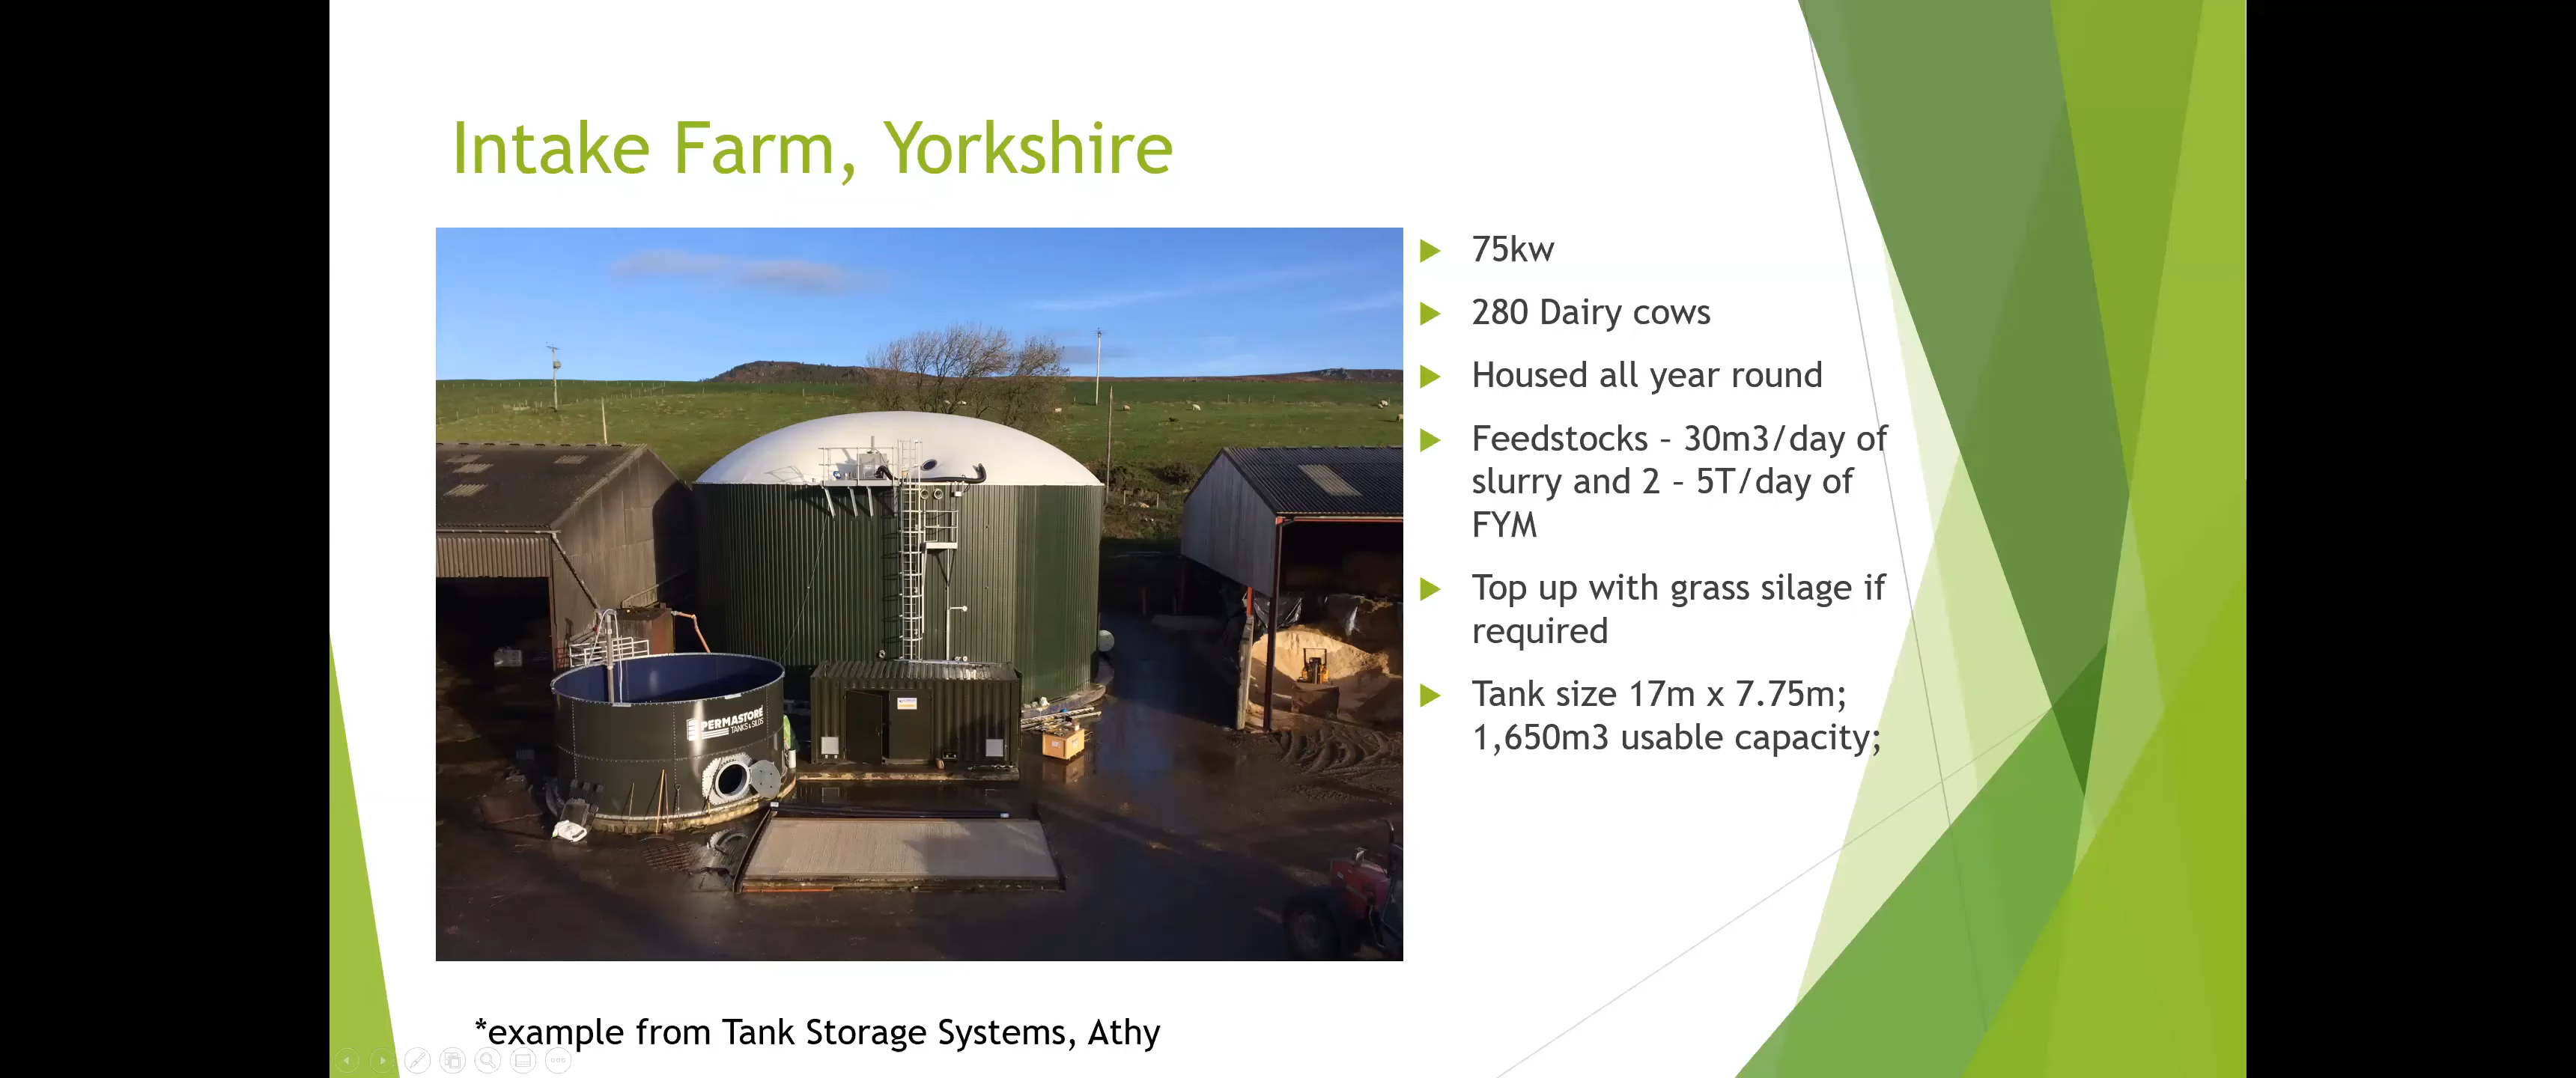 Intake Farm, Yorkshire
75kw
280 Dairy cows
Housed all year round
Feedstocks – 30m3/day of
slurry and 2 – 5T/day of
FYM
Top up with grass silage if
required
Tank size 17m x 7.75m;
1,650m3 usable capacity;
PERMASTORE
TANKS & SILOS
*example from Tank Storage Systems, Athy